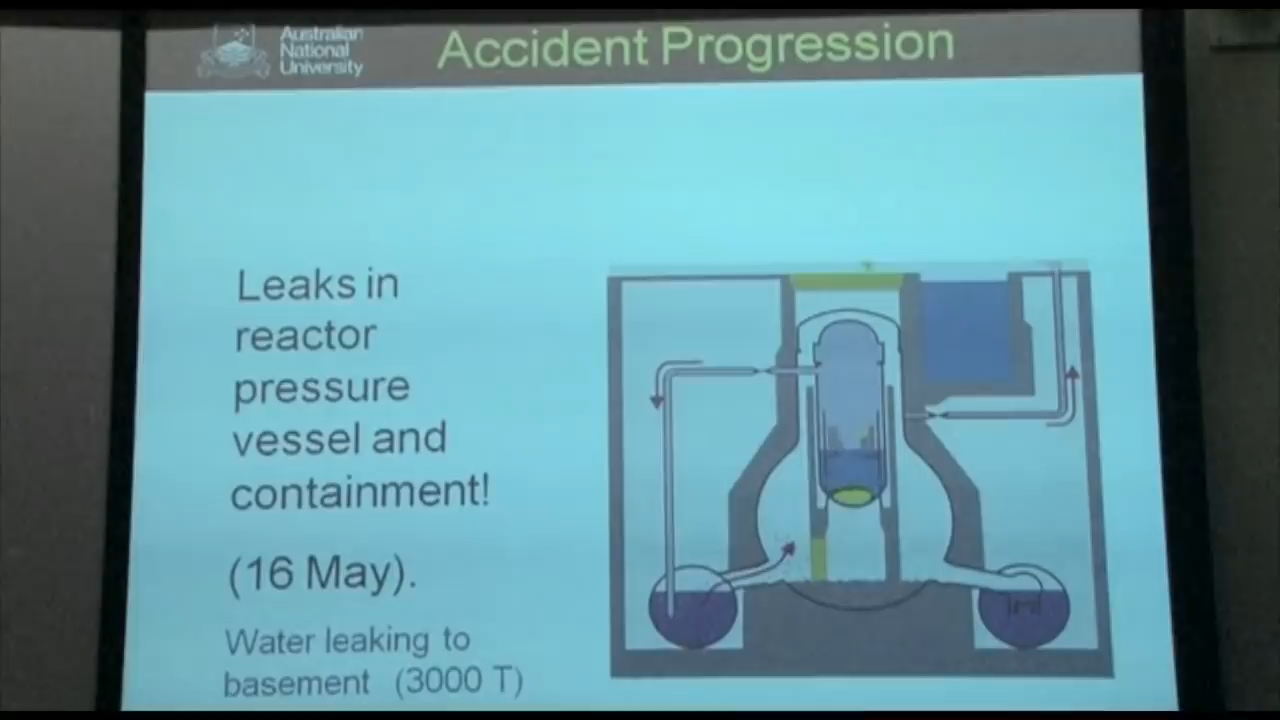 Australian
National
University
Accident Progression
Leaks in
reactor
pressure
vessel and
containment!
(16 May).
Water leaking to
basement (3000 T)